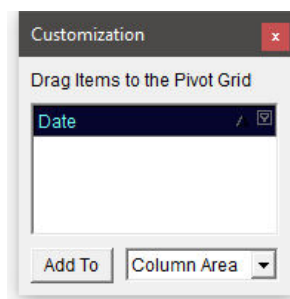 Customization
Drag Items to the Pivot Grid
Date
Add To
Column Area